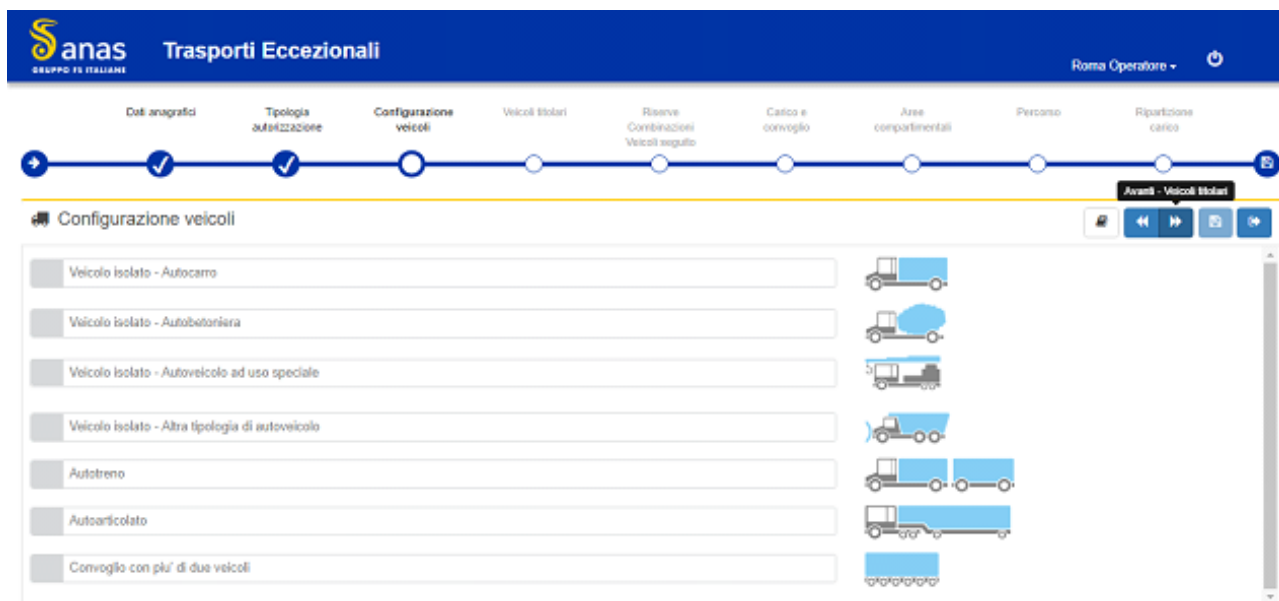 anas
GRUPPO FS ITALIANE
Trasporti Eccezionali
Roma Operatore
Dati anagrafici
Tipologia
autorizzazione
Configurazione
veicoli
Veicoli titolari
Riserve
Combinazioni
Veicoli seguito
Carico e
convoglio
Aree
compartimentali
Percorso
Ripartizione
carico
Avanti - Veicoli titolari
Configurazione veicoli
Veicolo isolato - Autocarro
Veicolo isolato - Autobetoniera
Veicolo isolato - Autoveicolo ad uso speciale
Veicolo isolato - Altra tipologia di autoveicolo
Autotreno
Autoarticolato
Convoglio con piu' di due veicoli